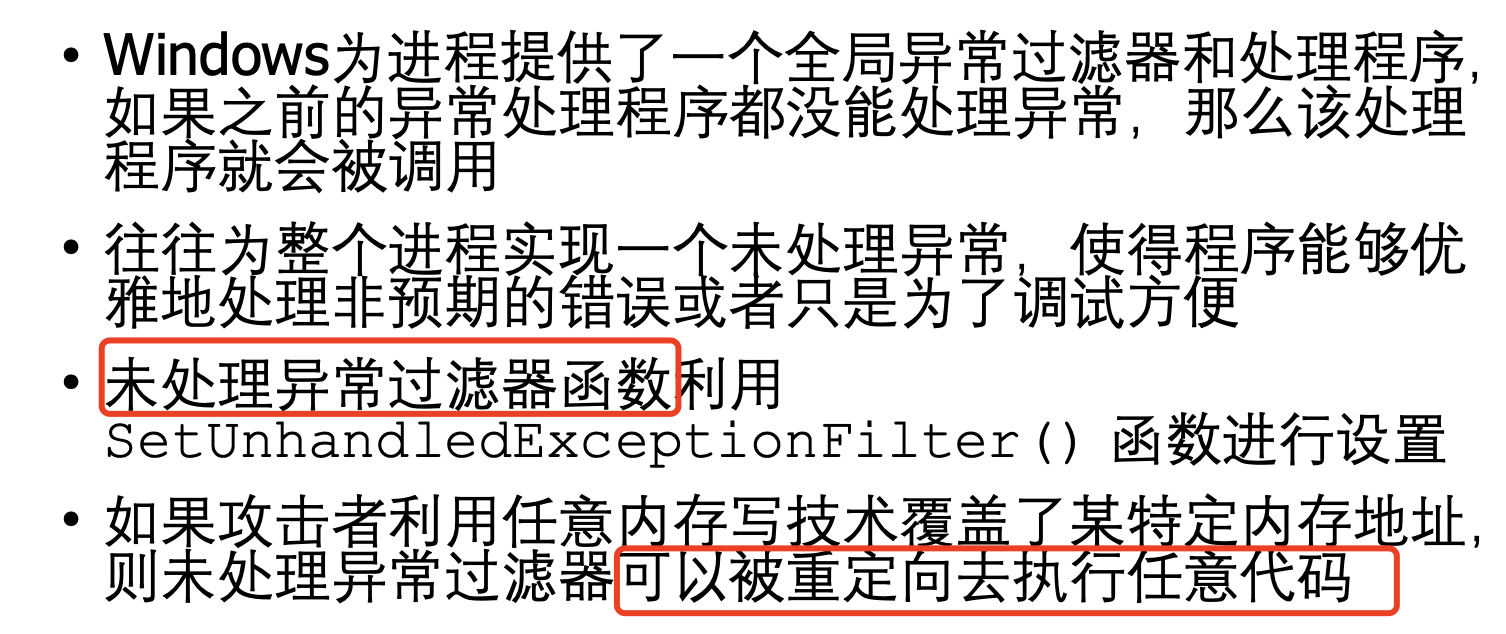 • Windows为进程提供了一个全局异常过滤器和处理程序,
如果之前的异常处理程序都没能处理异常, 那么该处理
程序就会被调用
• 往往为整个进程实现一个未处理异常, 使得程序能够优
雅地处理非预期的错误或者只是为了调试方便
• 未处理异常过滤器函数利用
SetUnhandledExceptionFilter() 函数进行设置
• 如果攻击者利用任意内存写技术覆盖了某特定内存地址,
则未处理异常过滤器可以被重定向去执行任意代码